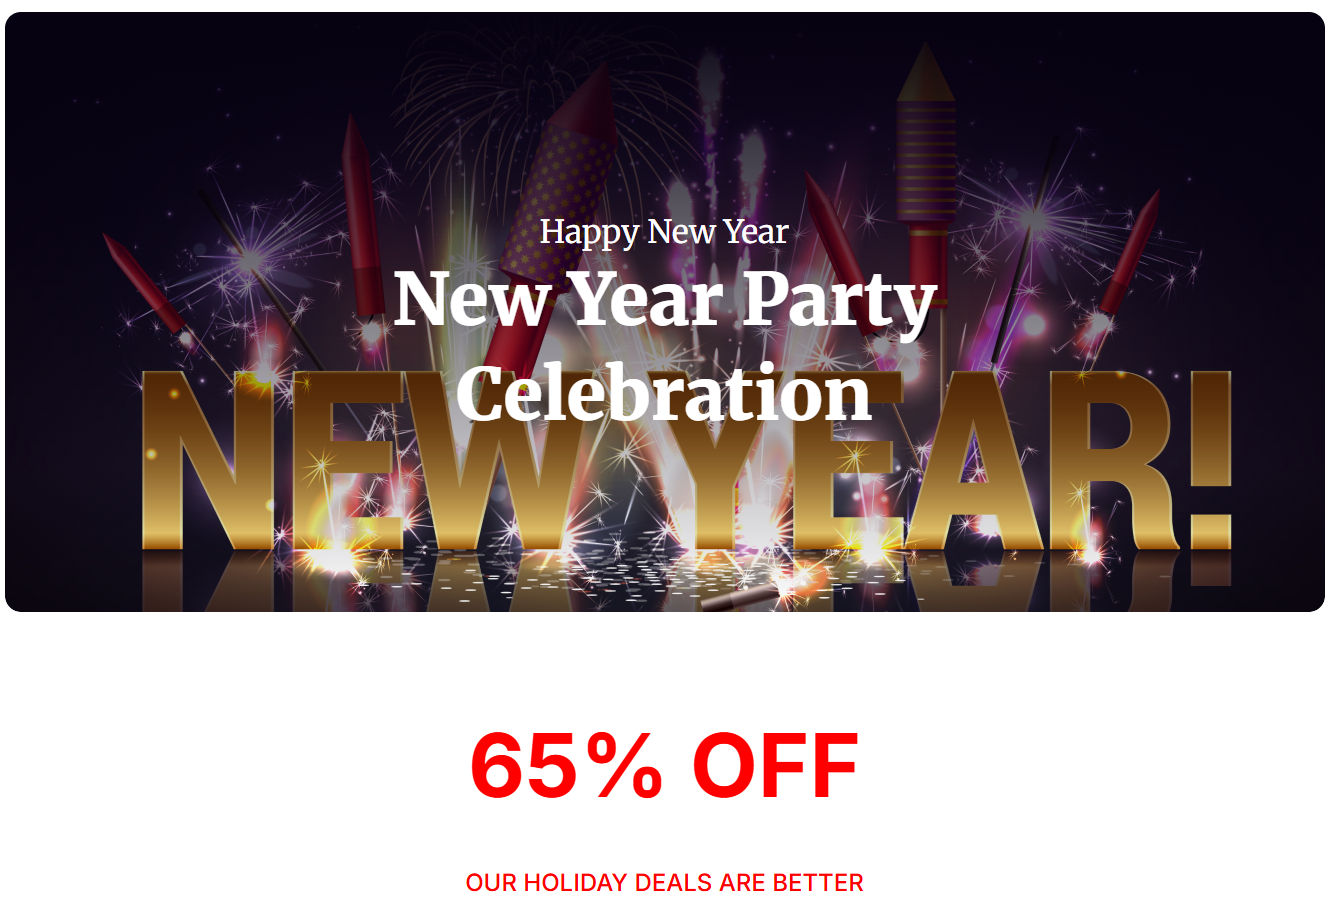 Happy New Year
New Year Party
Celebration
NEW YEAR!
65% OFF
OUR HOLIDAY DEALS ARE BETTER